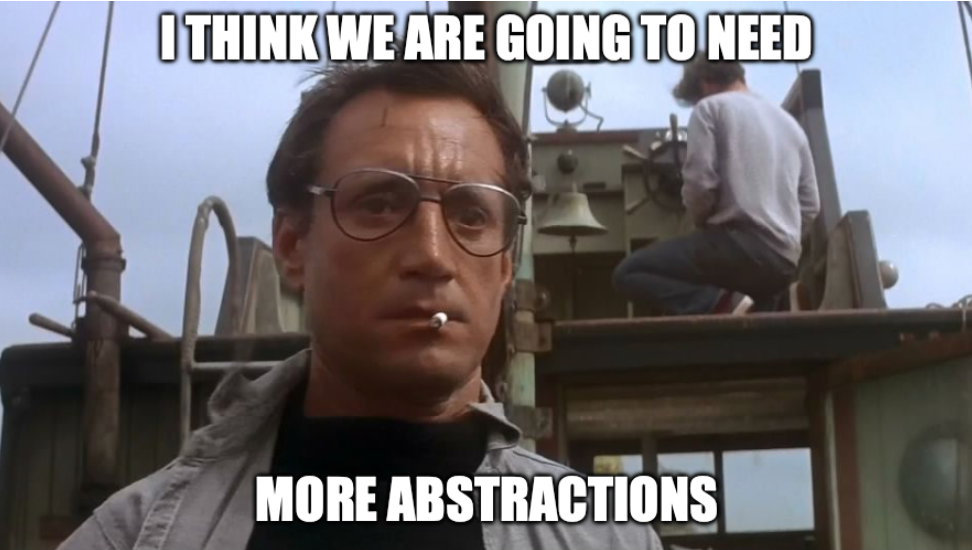 I THINK WE ARE GOING TO NEED
MORE ABSTRACTIONS